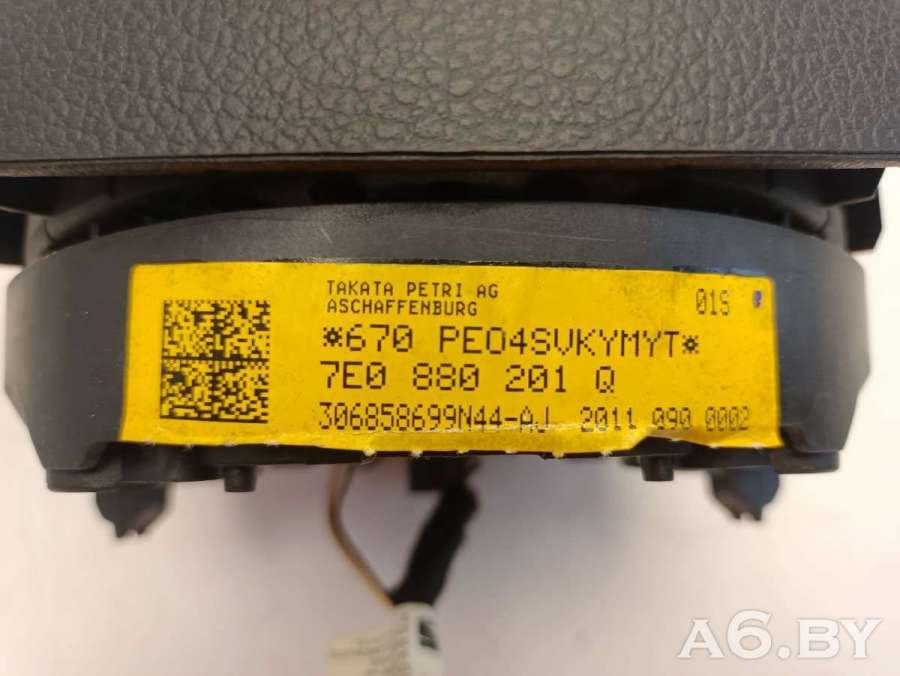 TAKATA PETRI AG
ASCHAFFENBURG
01S
*670 PE04SVKYMYT*
7E0 880 201 Q
306858699N44-AJ 2011 090 0002
A6.BY